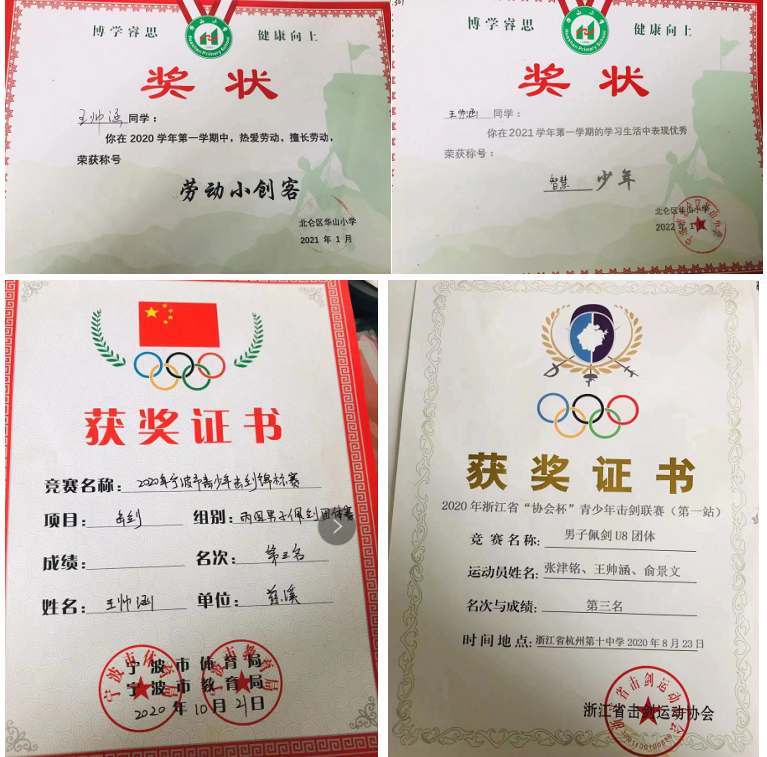 博学睿思
健康向上
奖状
王帅涵 同学:
你在 2020 学年第一学期中，热爱劳动，擅长劳动，
荣获称号
劳动小创客
北仑区华山小学
2021 年 1 月
博学睿思
健康向上
奖状
王帅涵 同学:
你在2021学年第一学期的学习生活中表现优秀
荣获称号:
智慧 少年
北仑区华山小学
2022 年 1
获奖证书
竞赛名称: 2020年宁波市青少年击剑锦标赛
项目: 击剑 组别: 丙组男子佩剑团体赛
成绩: 名次: 第三名
姓名: 王帅涵 单位: 慈溪
宁波市体育局
宁波市教育局
2020 年 10 月 21 日
获奖证书
2020年浙江省“协会杯”青少年击剑联赛（第一站）
竞赛名称: 男子佩剑U8团体
运动员姓名: 张津铭、王帅涵、俞景文
名次与成绩: 第三名
时间地点: 浙江省杭州第十中学2020年8月23日
浙江省击剑运动协会